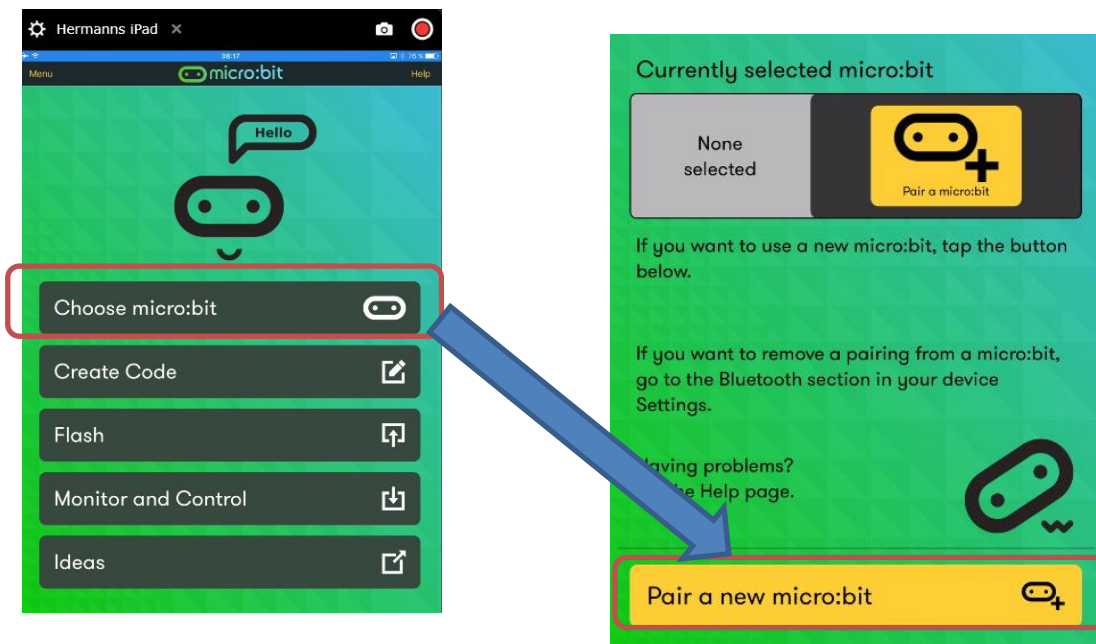 Hermanns iPad
08:17
76 %
Menu
micro:bit
Help
Hello
Choose micro:bit
Create Code
Flash
Monitor and Control
Ideas
Currently selected micro:bit
None
selected
Pair a micro:bit
If you want to use a new micro:bit, tap the button
below.
If you want to remove a pairing from a micro:bit,
go to the Bluetooth section in your device
Settings.
problems?
Help page.
Pair a new micro:bit